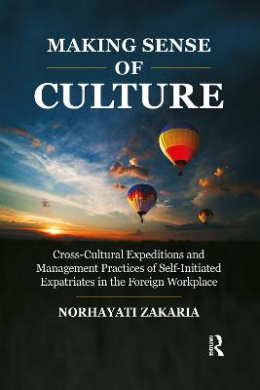 MAKING SENSE
OF
CULTURE
Cross-Cultural Expeditions and
Management Practices of Self-Initiated
Expatriates in the Foreign Workplace
NORHAYATI ZAKARIA
Routledge